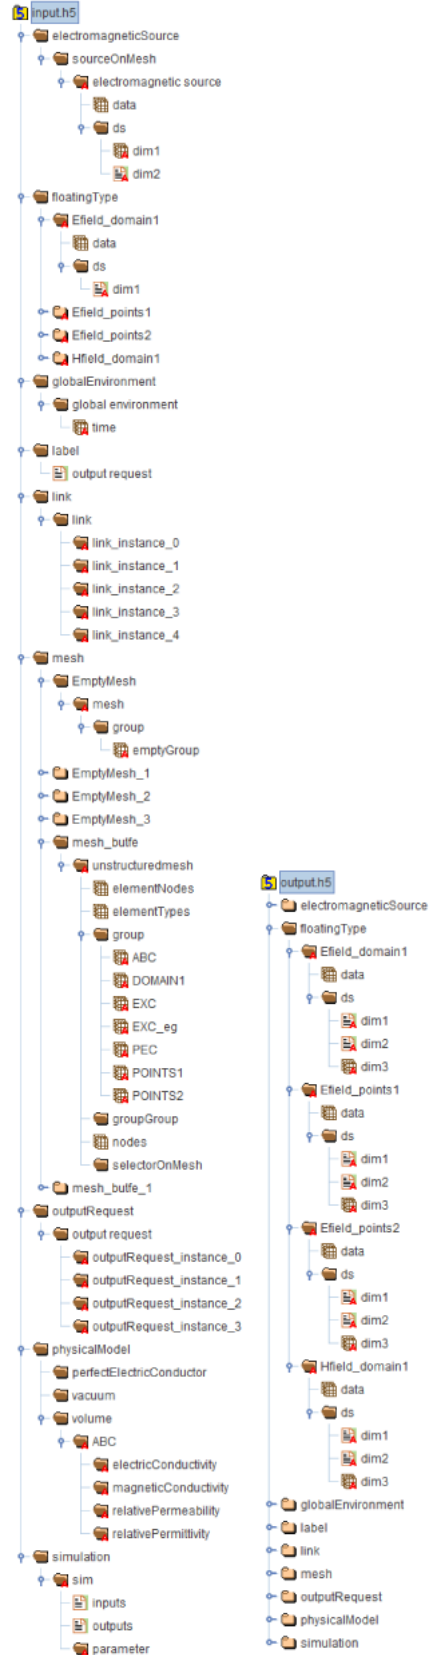 input.h5
electromagneticSource
sourceOnMesh
electromagnetic source
data
ds
dim1
dim2
floatingType
Efield_domain1
data
ds
dim1
Efield_points1
Efield_points2
Hfield_domain1
globalEnvironment
global environment
time
label
output request
link
link
link_instance_0
link_instance_1
link_instance_2
link_instance_3
link_instance_4
mesh
EmptyMesh
mesh
group
emptyGroup
EmptyMesh_1
EmptyMesh_2
EmptyMesh_3
mesh_butfe
unstructuredmesh
elementNodes
elementTypes
group
ABC
DOMAIN1
EXC
EXC_eg
PEC
POINTS1
POINTS2
groupGroup
nodes
selectorOnMesh
mesh_butfe_1
outputRequest
output request
outputRequest_instance_0
outputRequest_instance_1
outputRequest_instance_2
outputRequest_instance_3
physicalModel
perfectElectricConductor
vacuum
volume
ABC
electricConductivity
magneticConductivity
relativePermeability
relativePermittivity
simulation
sim
inputs
outputs
parameter
output.h5
electromagneticSource
floatingType
Efield_domain1
data
ds
dim1
dim2
dim3
Efield_points1
data
ds
dim1
dim2
dim3
Efield_points2
data
ds
dim1
dim2
dim3
Hfield_domain1
data
ds
dim1
dim2
dim3
globalEnvironment
label
link
mesh
outputRequest
physicalModel
simulation